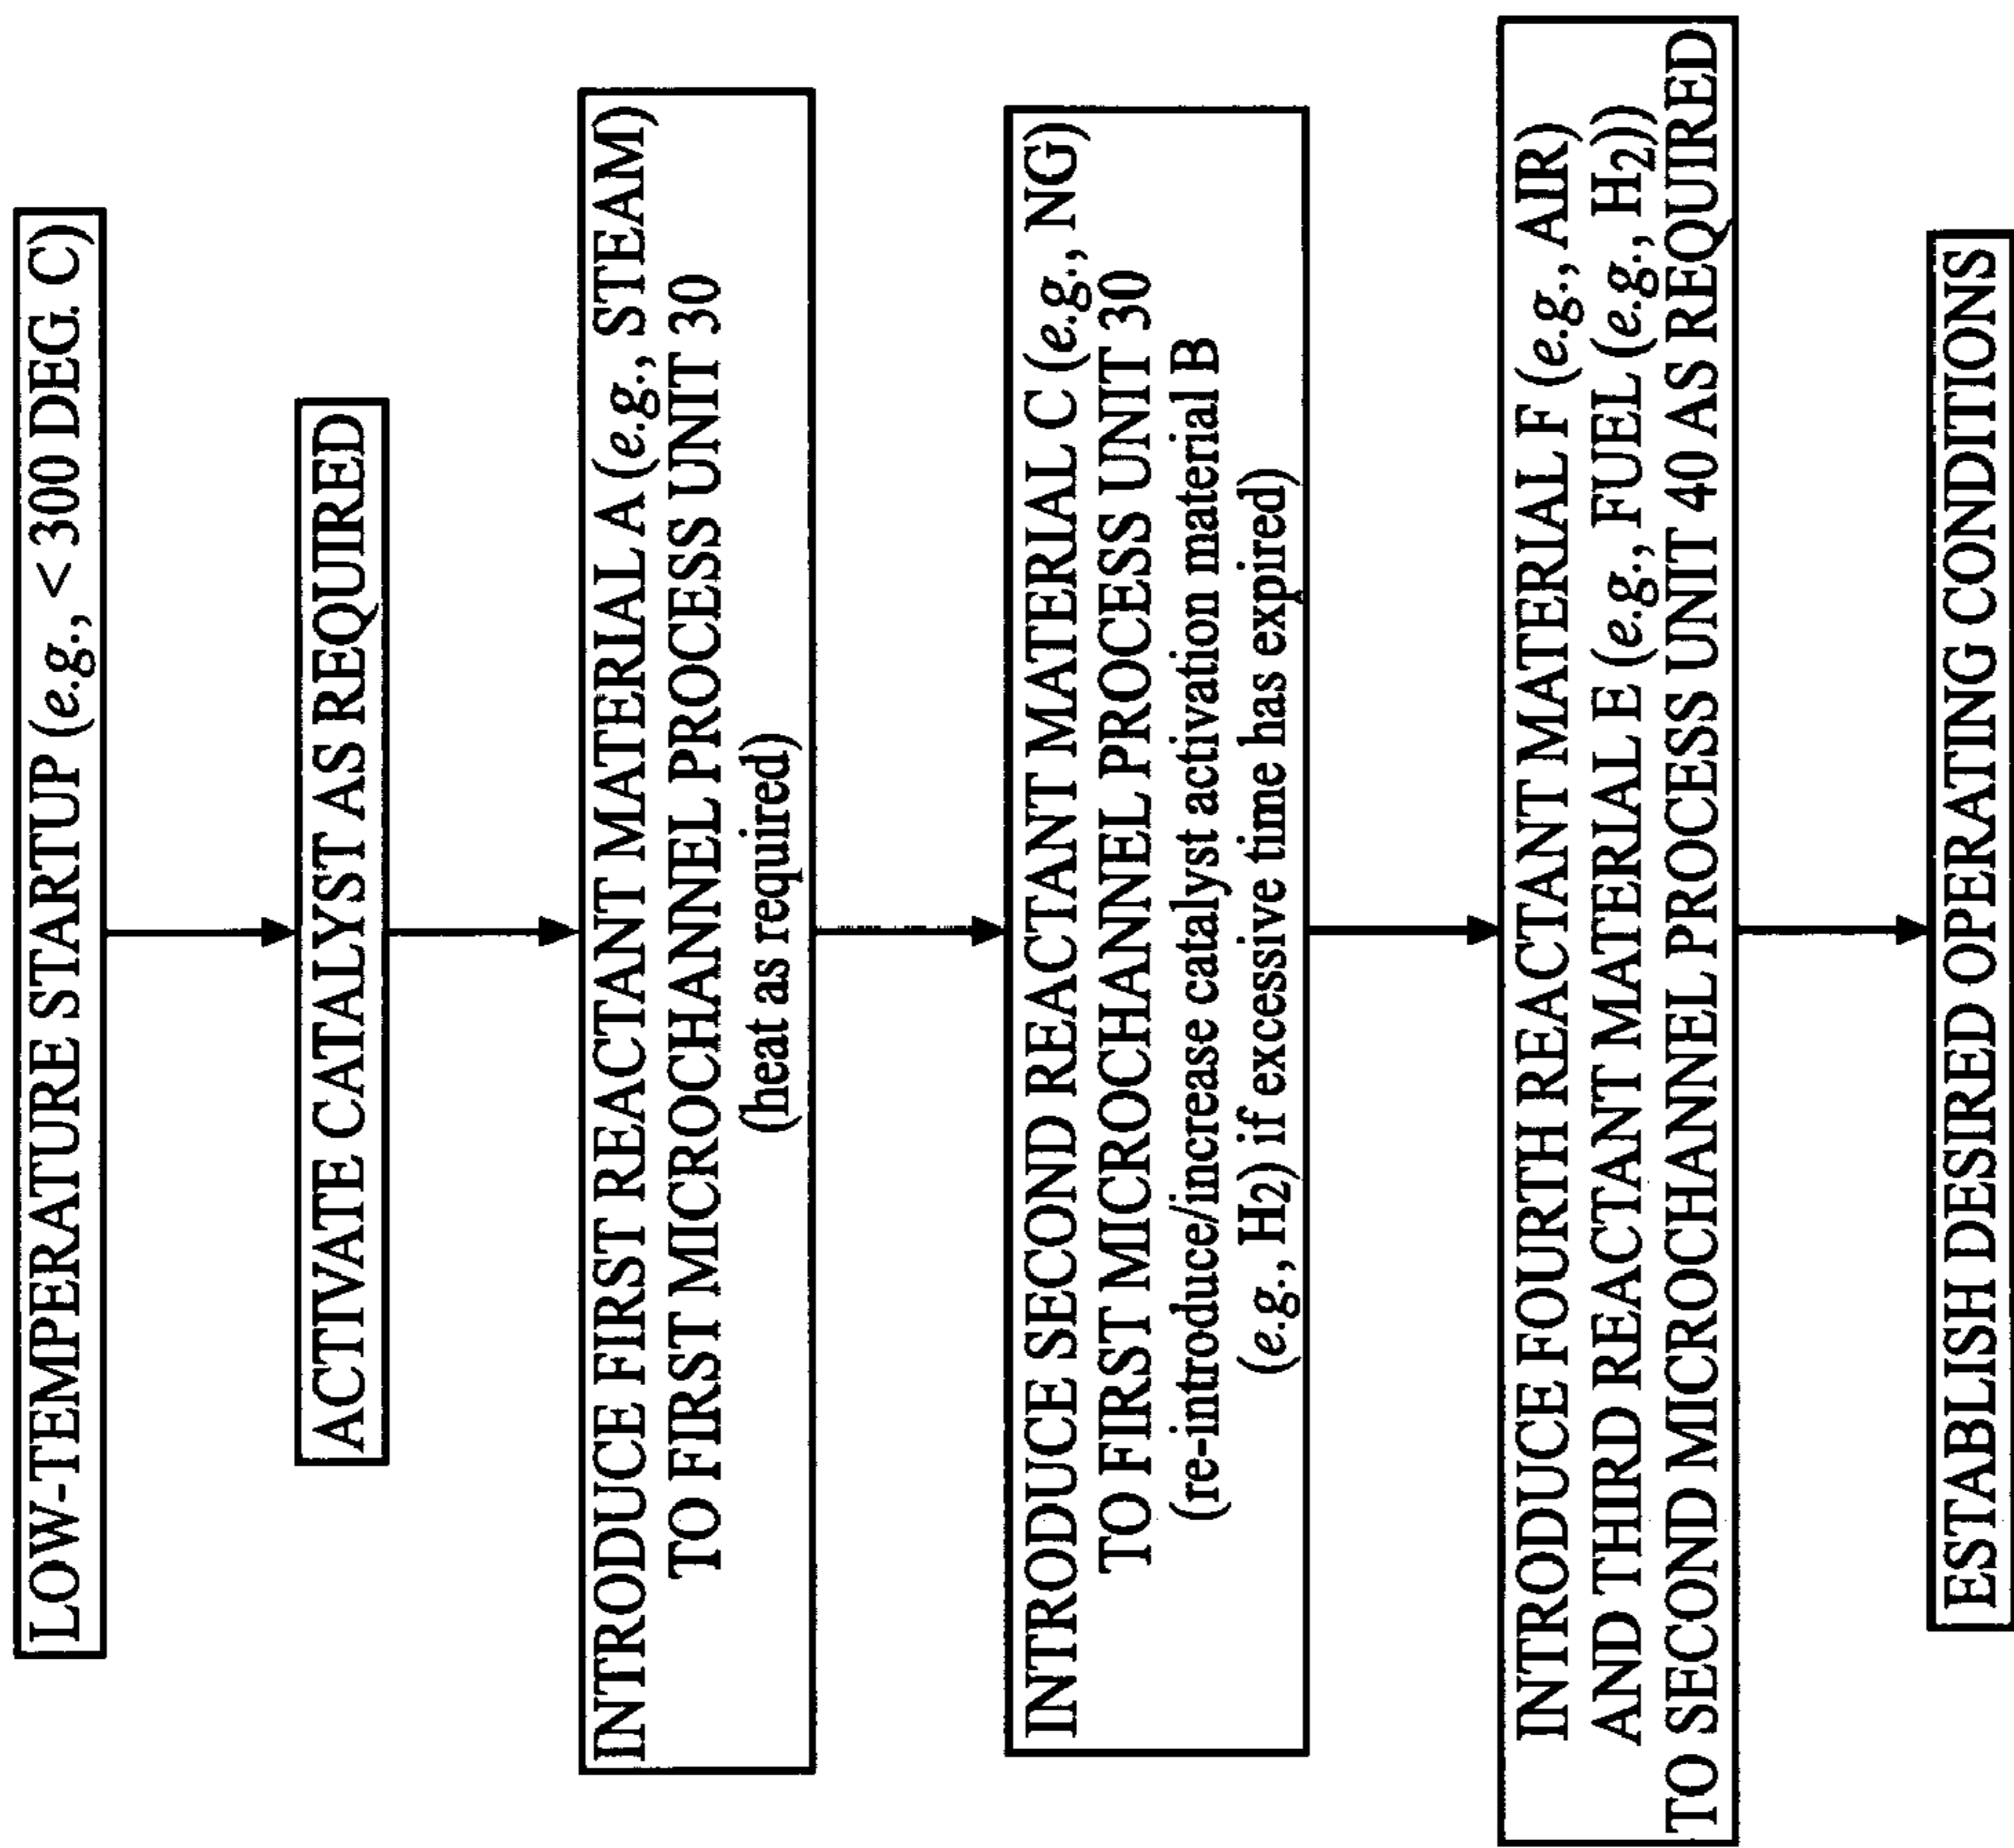 LOW-TEMPERATURE STARTUP (e.g., < 300 DEG. C)
ACTIVATE CATALYST AS REQUIRED
INTRODUCE FIRST REACTANT MATERIAL A (e.g., STEAM)
TO FIRST MICROCHANNEL PROCESS UNIT 30
(heat as required)
INTRODUCE SECOND REACTANT MATERIAL C (e.g., NG)
TO FIRST MICROCHANNEL PROCESS UNIT 30
(re-introduce/increase catalyst activation material B
(e.g., H2) if excessive time has expired)
INTRODUCE FOURTH REACTANT MATERIAL F (e.g., AIR)
AND THIRD REACTANT MATERIAL E (e.g., FUEL (e.g., H2))
TO SECOND MICROCHANNEL PROCESS UNIT 40 AS REQUIRED
ESTABLISH DESIRED OPERATING CONDITIONS